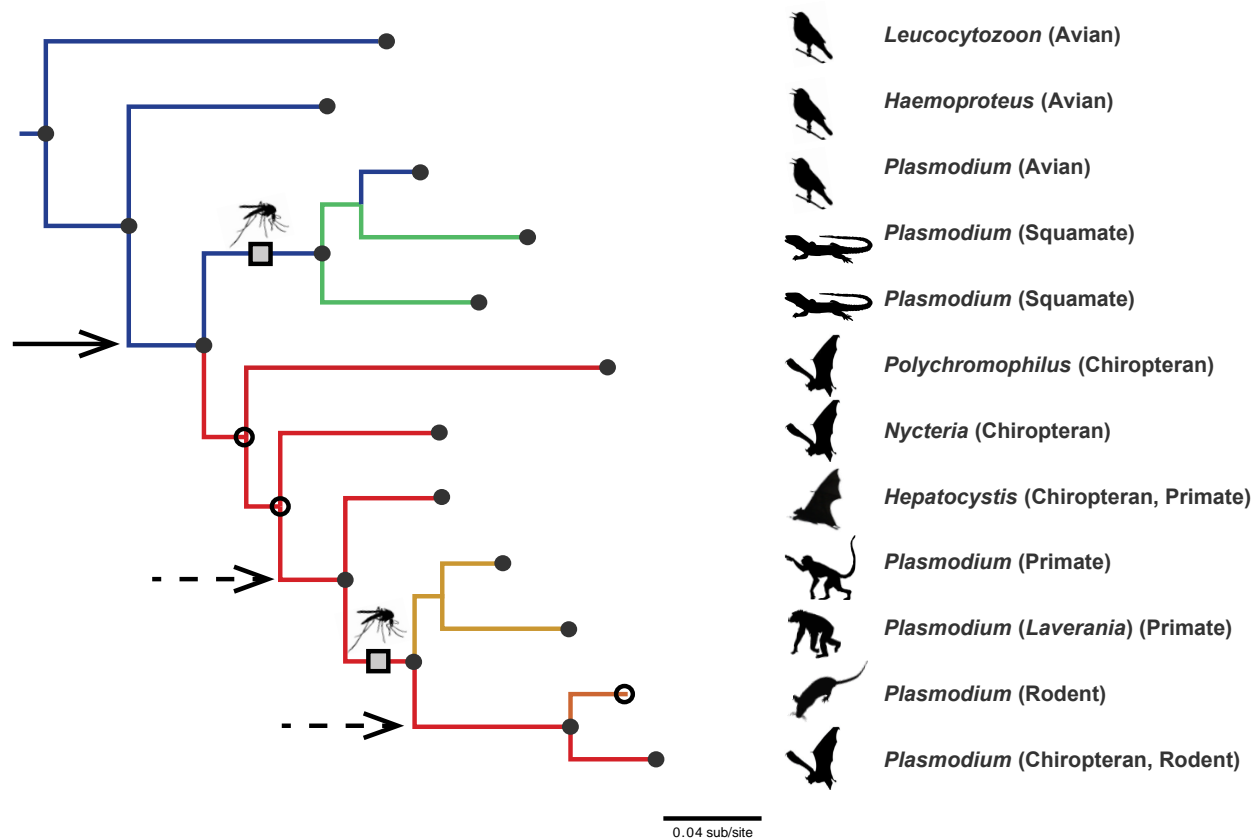 Leucocytozoon (Avian)
Haemoproteus (Avian)
Plasmodium (Avian)
Plasmodium (Squamate)
Plasmodium (Squamate)
Polychromophilus (Chiropteran)
Nycteria (Chiropteran)
Hepatocystis (Chiropteran, Primate)
Plasmodium (Primate)
Plasmodium (Laverania) (Primate)
Plasmodium (Rodent)
Plasmodium (Chiropteran, Rodent)
0.04 sub/site